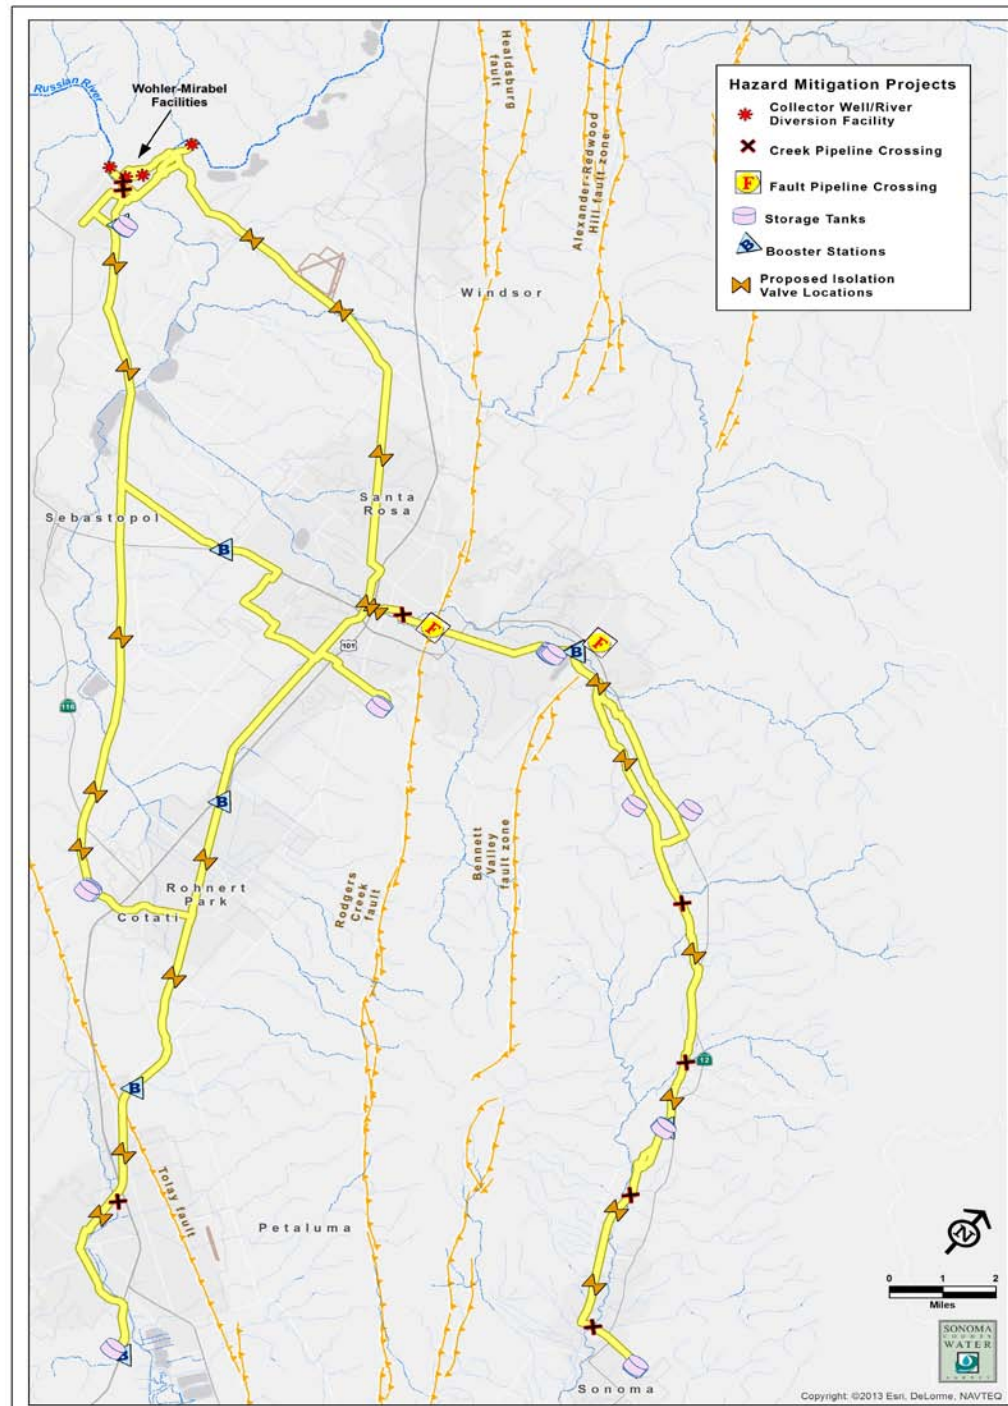 Russian River
Wohler-Mirabel
Facilities
Healdsburg
fault
Alexander-Redwood
Hill fault zone
Hazard Mitigation Projects
Collector Well/River
Diversion Facility
Creek Pipeline Crossing
F
Fault Pipeline Crossing
Storage Tanks
B
Booster Stations
Proposed Isolation
Valve Locations
Windsor
Santa
Rosa
Sebastopol
B
F
F
B
101
116
B
Bennett
Valley
fault zone
Rodgers
Creek
fault
Rohnert
Park
Cotati
B
12
Tolay fault
Petaluma
N
0 1 2
Miles
SONOMA
COUNTY
WATER
AGENCY
B
Sonoma
Copyright: ©2013 Esri, DeLorme, NAVTEQ